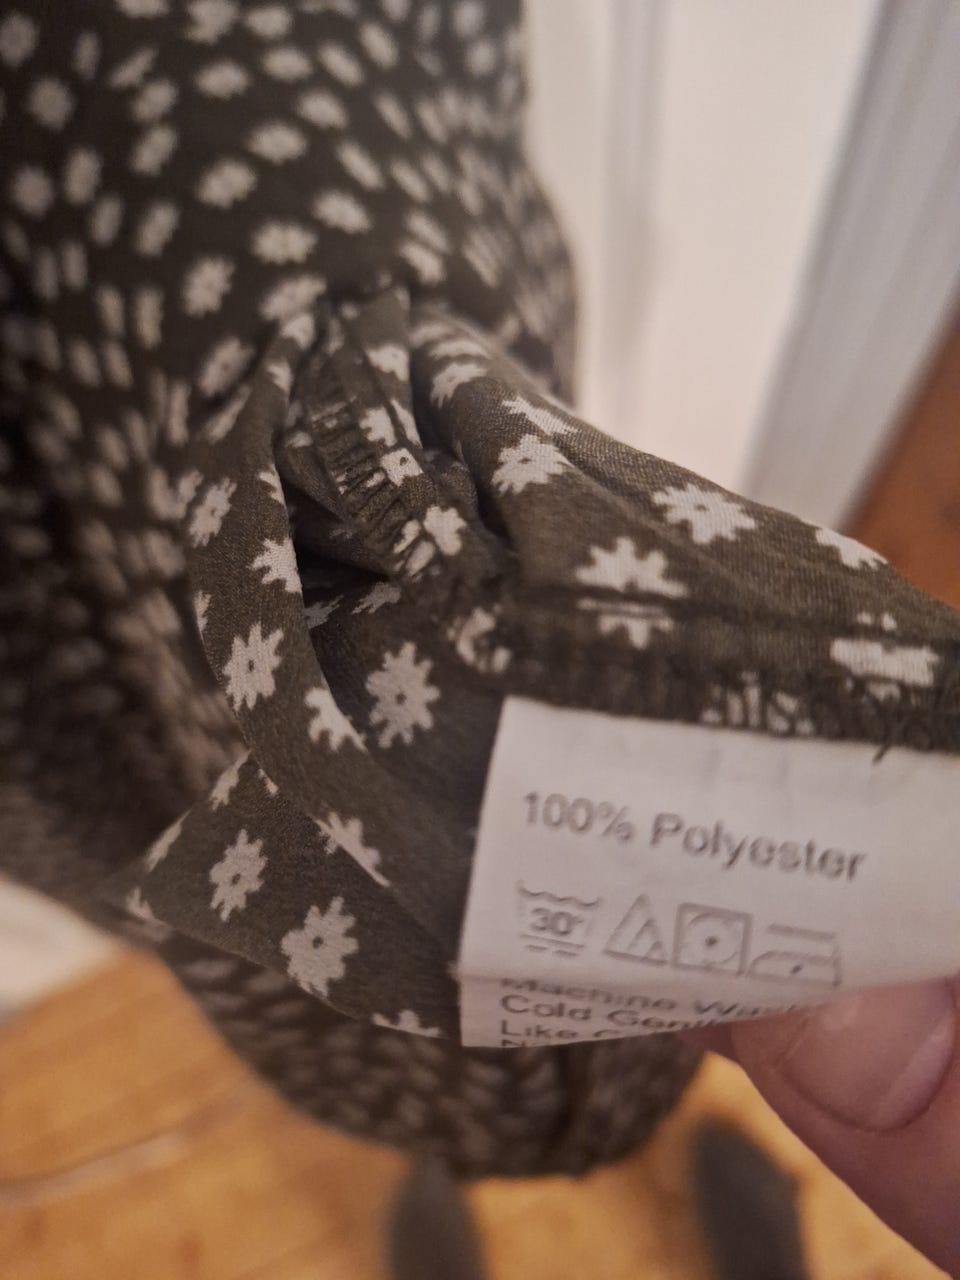 100% Polyester
30°
Machine
Cold
Like